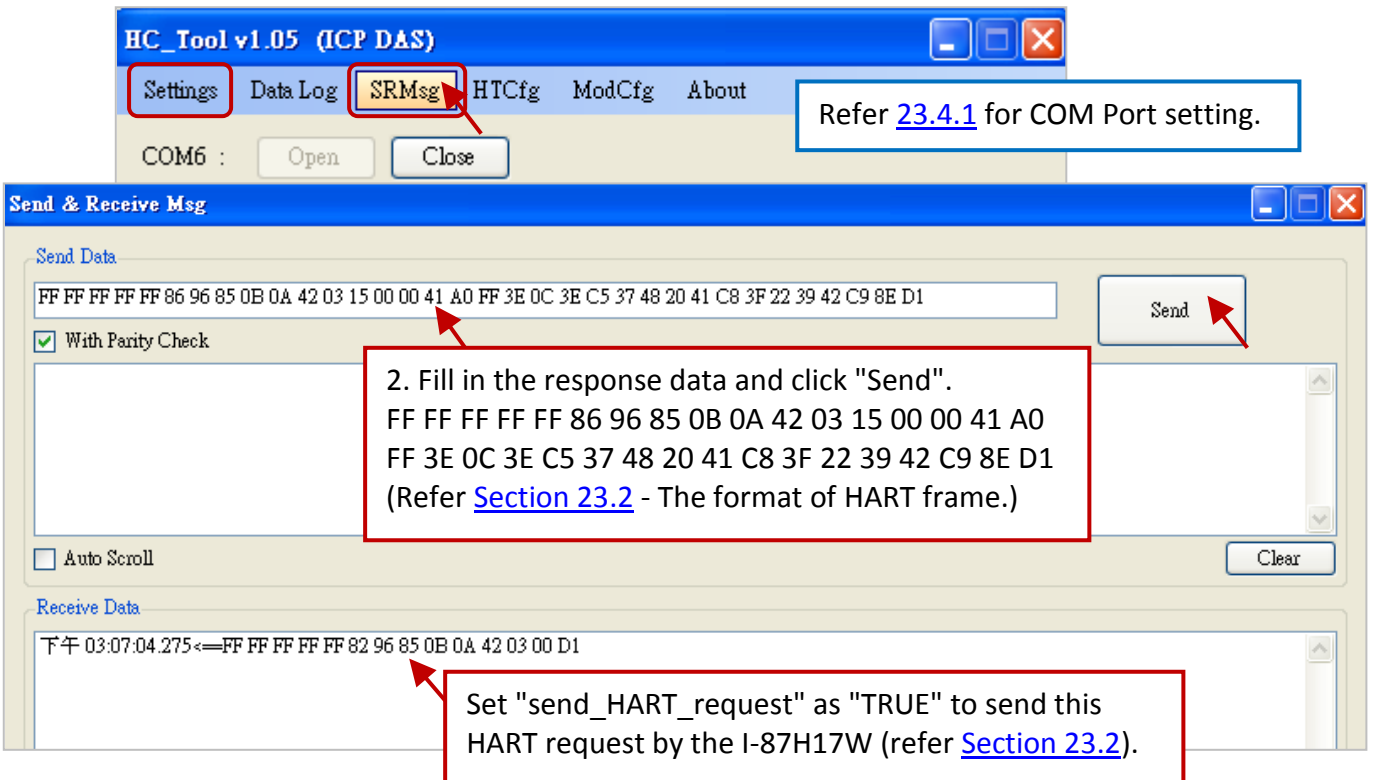 HC_Tool v1.05 (ICP DAS)
Settings Data Log SRMsg HTCfg ModCfg About
Refer 23.4.1 for COM Port setting.
COM6 : Open Close
Send & Receive Msg
Send Data
FF FF FF FF FF 86 96 85 0B 0A 42 03 15 00 00 41 A0 FF 3E 0C 3E C5 37 48 20 41 C8 3F 22 39 42 C9 8E D1
Send
With Parity Check
2. Fill in the response data and click "Send".
FF FF FF FF FF 86 96 85 0B 0A 42 03 15 00 00 41 A0
FF 3E 0C 3E C5 37 48 20 41 C8 3F 22 39 42 C9 8E D1
(Refer Section 23.2 - The format of HART frame.)
Auto Scroll
Clear
Receive Data
下午 03:07:04.275<==FF FF FF FF FF 82 96 85 0B 0A 42 03 00 D1
Set "send_HART_request" as "TRUE" to send this
HART request by the I-87H17W (refer Section 23.2).